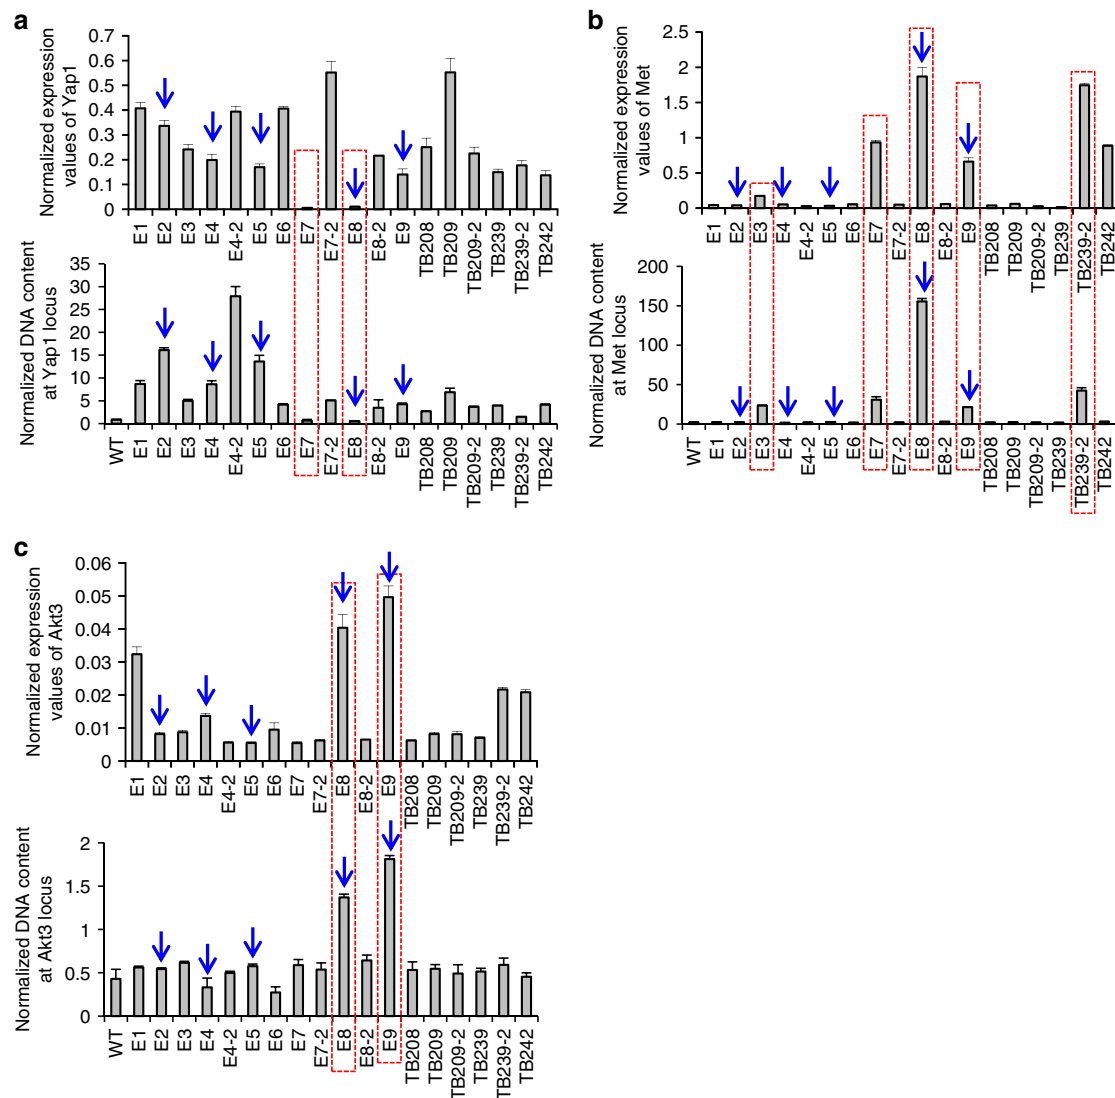 a
Normalized expression
values of Yap1
0.7
0.6
0.5
0.4
0.3
0.2
0.1
0
E1 E2 E3 E4 E4-2 E5 E6 E7 E7-2 E8 E8-2 E9 TB208 TB209 TB209-2 TB239 TB239-2 TB242
Normalized DNA content
at Yap1 locus
35
30
25
20
15
10
5
0
WT E1 E2 E3 E4 E4-2 E5 E6 E7 E7-2 E8 E8-2 E9 TB208 TB209 TB209-2 TB239 TB239-2 TB242
b
Normalized expression
values of Met
2.5
2
1.5
1
0.5
0
E1 E2 E3 E4 E4-2 E5 E6 E7 E7-2 E8 E8-2 E9 TB208 TB209 TB209-2 TB239 TB239-2 TB242
Normalized DNA content
at Met locus
200
150
100
50
0
WT E1 E2 E3 E4 E4-2 E5 E6 E7 E7-2 E8 E8-2 E9 TB208 TB209 TB209-2 TB239 TB239-2 TB242
c
Normalized expression
values of Akt3
0.06
0.05
0.04
0.03
0.02
0.01
0
E1 E2 E3 E4 E4-2 E5 E6 E7 E7-2 E8 E8-2 E9 TB208 TB209 TB209-2 TB239 TB239-2 TB242
Normalized DNA content
at Akt3 locus
2
1.5
1
0.5
0
WT E1 E2 E3 E4 E4-2 E5 E6 E7 E7-2 E8 E8-2 E9 TB208 TB209 TB209-2 TB239 TB239-2 TB242